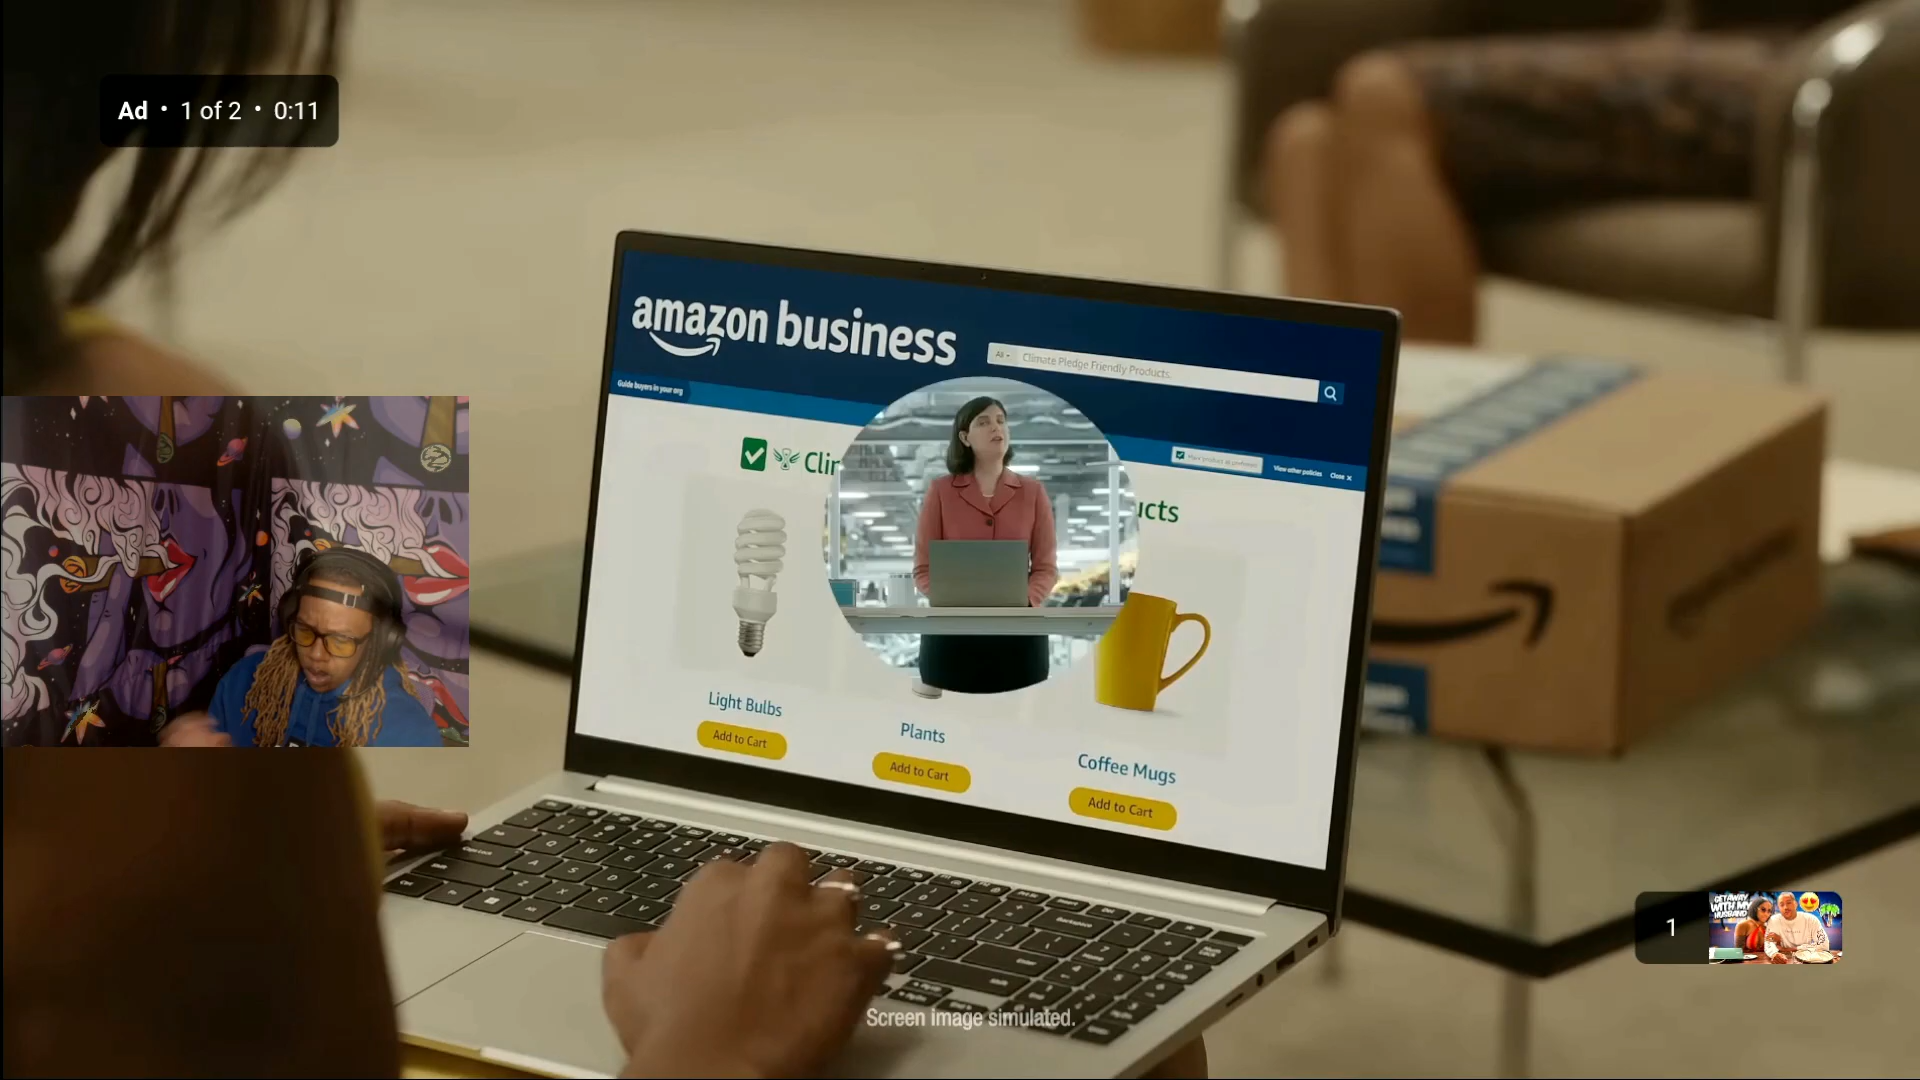 Ad • 1 of 2 • 0:11
amazon business
All
Climate Pledge Friendly Products
Guide buyers in your org
View other policies
Close X
Clim
ucts
Light Bulbs
Add to Cart
Plants
Add to Cart
Coffee Mugs
Add to Cart
1
GETAWAY
WITH MY
HUSBAND
Screen image simulated.